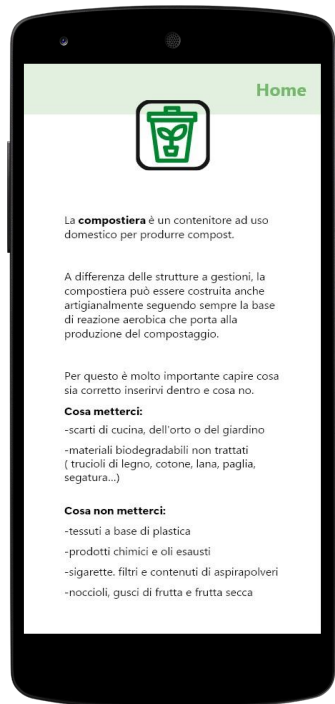 Home
La compostiera è un contenitore ad uso
domestico per produrre compost.
A differenza delle strutture a gestioni, la
compostiera può essere costruita anche
artigianalmente seguendo sempre la base
di reazione aerobica che porta alla
produzione del compostaggio.
Per questo è molto importante capire cosa
sia corretto inserirvi dentro e cosa no.
Cosa metterci:
-scarti di cucina, dell'orto o del giardino
-materiali biodegradabili non trattati
( trucioli di legno, cotone, lana, paglia,
segatura...)
Cosa non metterci:
-tessuti a base di plastica
-prodotti chimici e oli esausti
-sigarette. filtri e contenuti di aspirapolveri
-noccioli, gusci di frutta e frutta secca